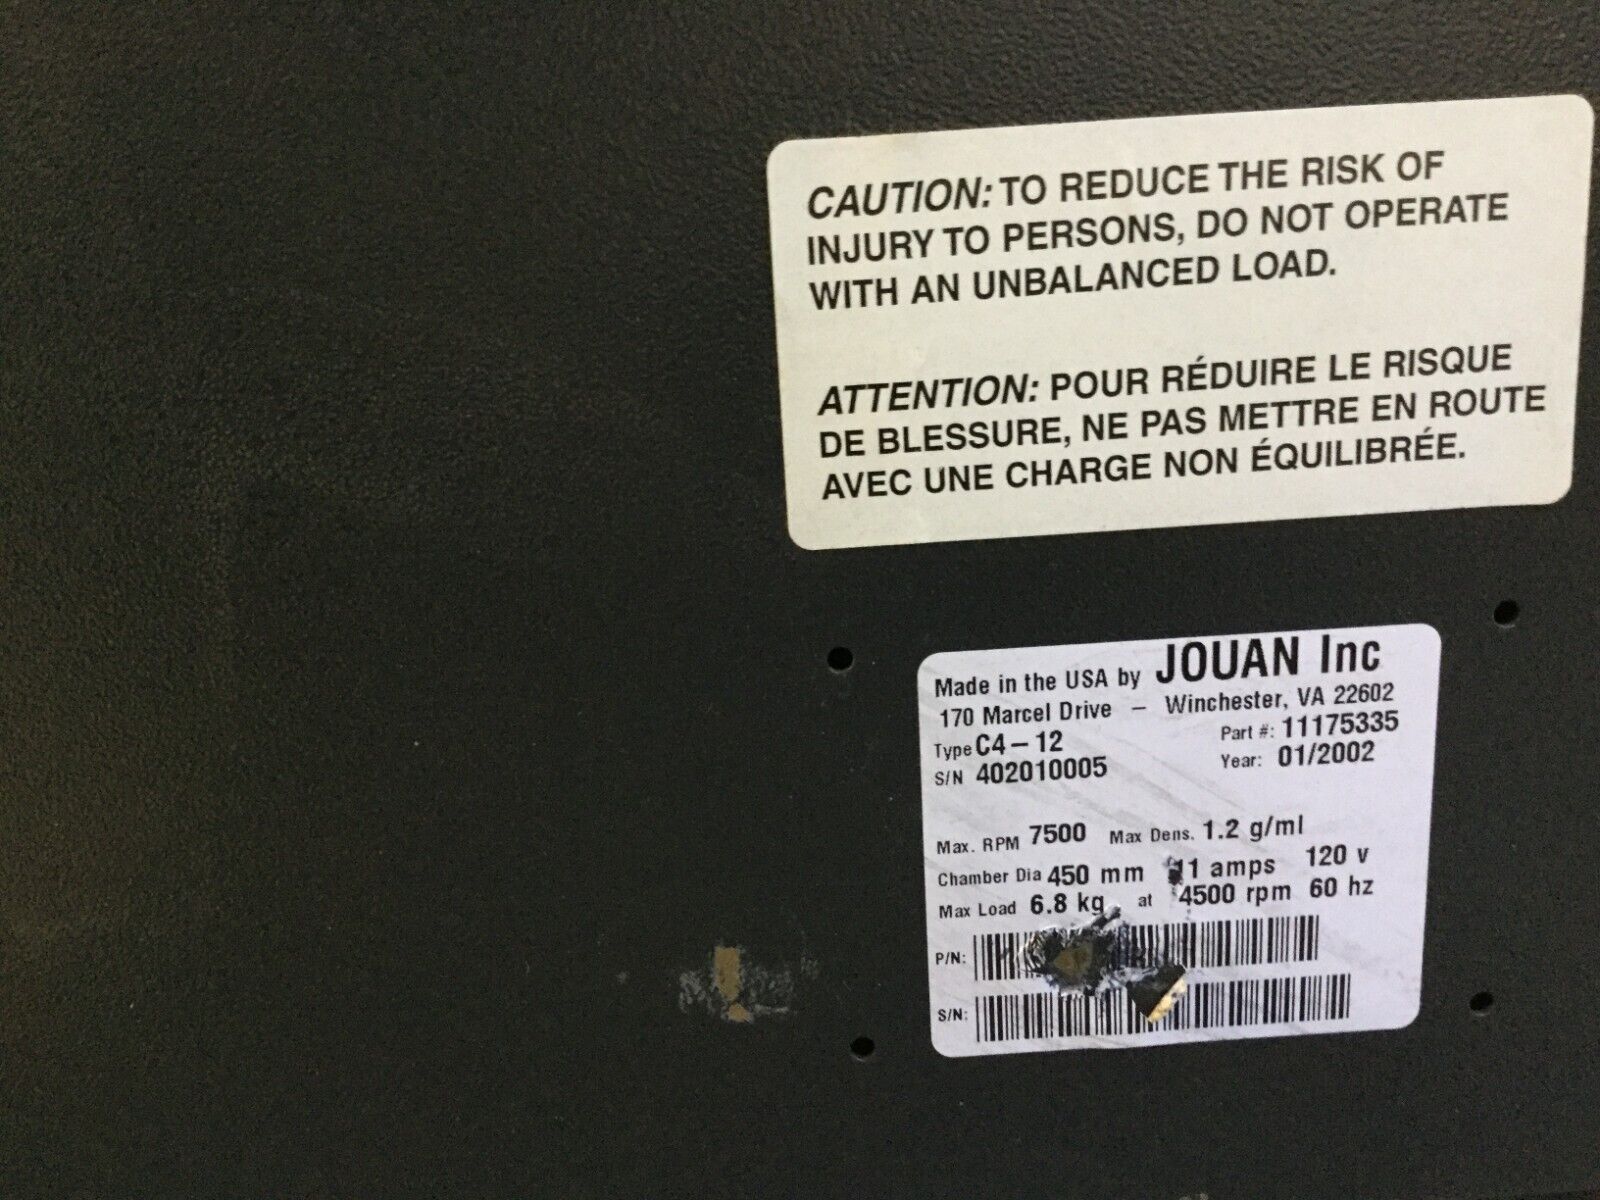 CAUTION: TO REDUCE THE RISK OF
INJURY TO PERSONS, DO NOT OPERATE
WITH AN UNBALANCED LOAD.
ATTENTION: POUR RÉDUIRE LE RISQUE
DE BLESSURE, NE PAS METTRE EN ROUTE
AVEC UNE CHARGE NON ÉQUILIBRÉE.
Made in the USA by JOUAN Inc
170 Marcel Drive – Winchester, VA 22602
Type C4-12 Part #: 11175335
S/N 402010005 Year: 01/2002
Max. RPM 7500 Max Dens. 1.2 g/ml
Chamber Dia 450 mm 11 amps 120 v
Max Load 6.8 kg at 4500 rpm 60 hz
P/N:
S/N: